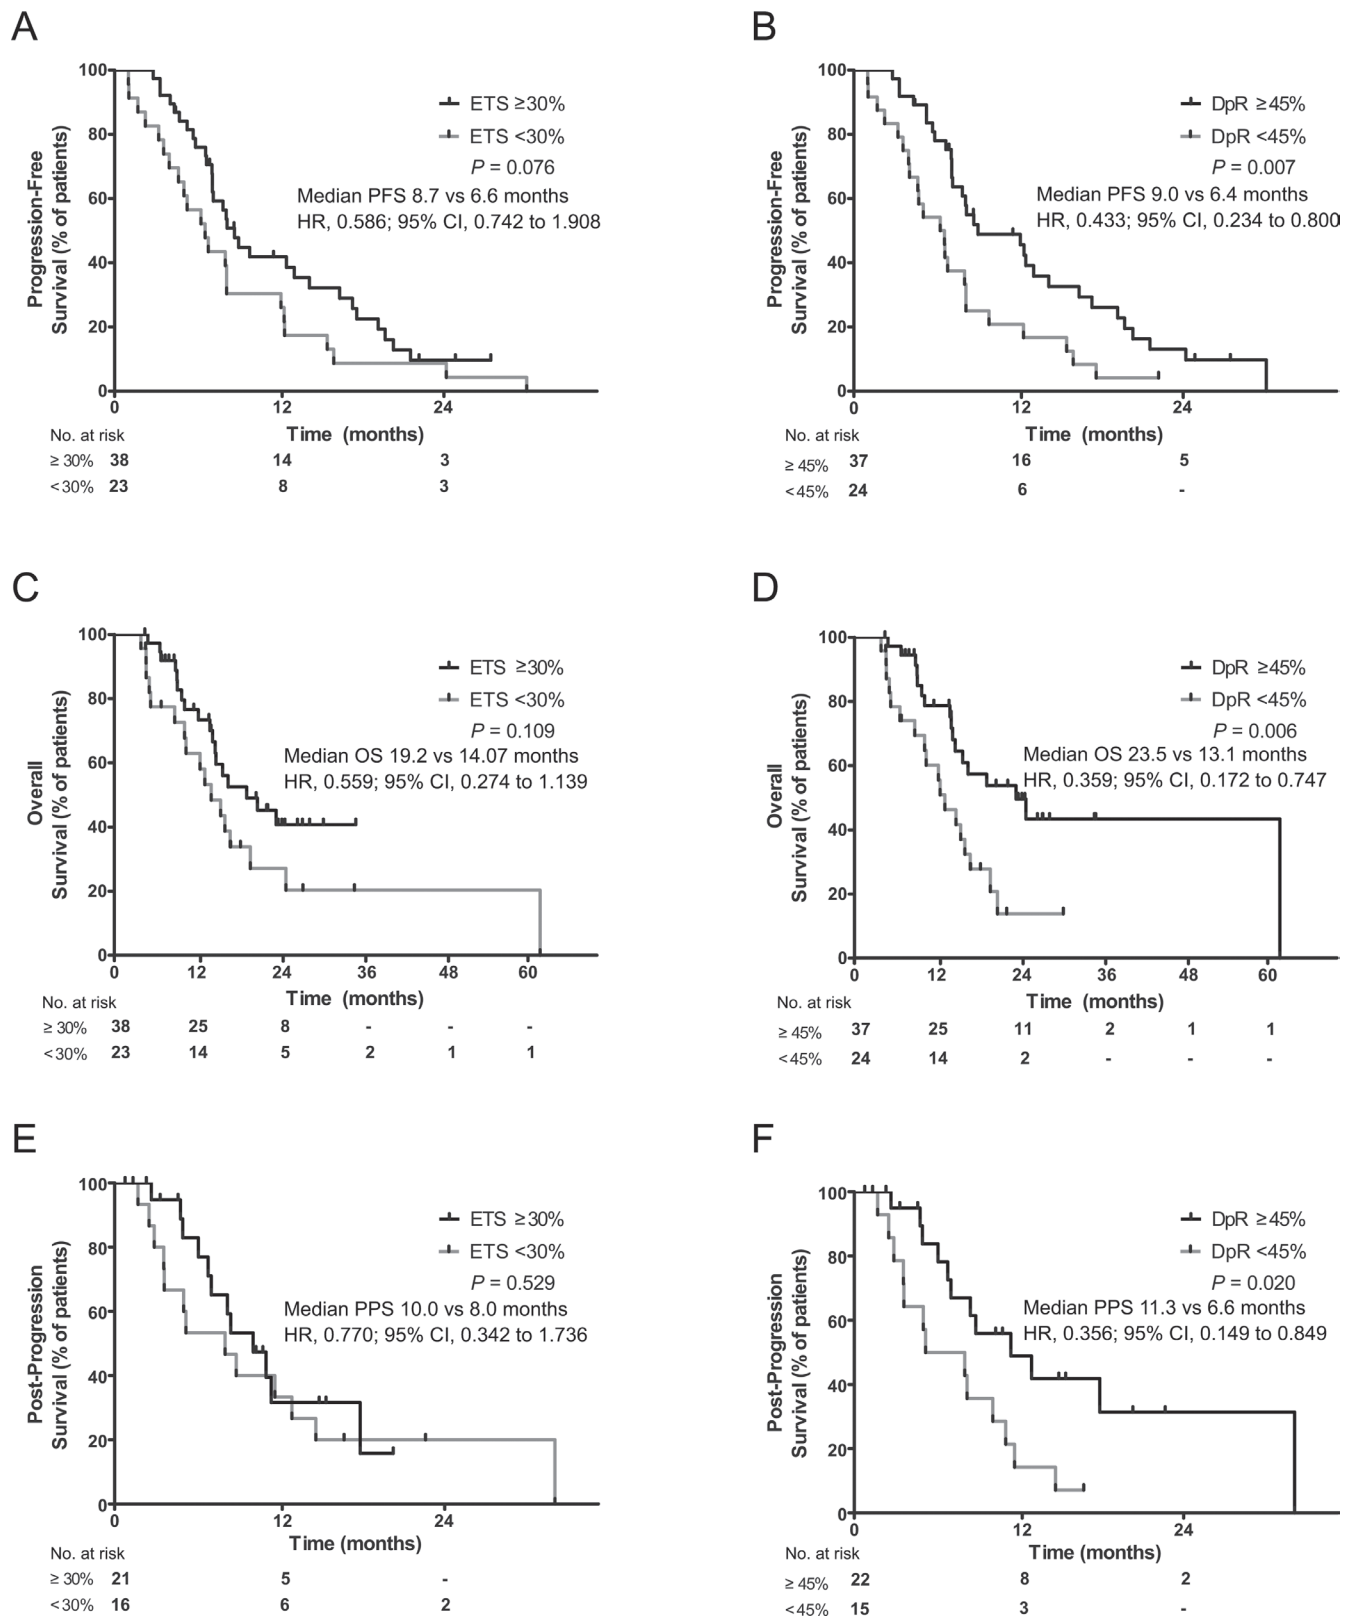 A
Progression-Free
Survival (% of patients)
100
80
60
40
20
0
ETS ≥30%
ETS <30%
P = 0.076
Median PFS 8.7 vs 6.6 months
HR, 0.586; 95% CI, 0.742 to 1.908
0 12 24
Time (months)
No. at risk
≥ 30% 38 14 3
<30% 23 8 3
B
Progression-Free
Survival (% of patients)
100
80
60
40
20
0
DpR ≥45%
DpR <45%
P = 0.007
Median PFS 9.0 vs 6.4 months
HR, 0.433; 95% CI, 0.234 to 0.800
0 12 24
Time (months)
No. at risk
≥ 45% 37 16 5
<45% 24 6 -
C
Overall
Survival (% of patients)
100
80
60
40
20
0
ETS ≥30%
ETS <30%
P = 0.109
Median OS 19.2 vs 14.07 months
HR, 0.559; 95% CI, 0.274 to 1.139
0 12 24 36 48 60
Time (months)
No. at risk
≥ 30% 38 25 8 - - -
<30% 23 14 5 2 1 1
D
Overall
Survival (% of patients)
100
80
60
40
20
0
DpR ≥45%
DpR <45%
P = 0.006
Median OS 23.5 vs 13.1 months
HR, 0.359; 95% CI, 0.172 to 0.747
0 12 24 36 48 60
Time (months)
No. at risk
≥ 45% 37 25 11 2 1 1
<45% 24 14 2 - - -
E
Post-Progression
Survival (% of patients)
100
80
60
40
20
0
ETS ≥30%
ETS <30%
P = 0.529
Median PPS 10.0 vs 8.0 months
HR, 0.770; 95% CI, 0.342 to 1.736
0 12 24
Time (months)
No. at risk
≥ 30% 21 5 -
<30% 16 6 2
F
Post-Progression
Survival (% of patients)
100
80
60
40
20
0
DpR ≥45%
DpR <45%
P = 0.020
Median PPS 11.3 vs 6.6 months
HR, 0.356; 95% CI, 0.149 to 0.849
0 12 24
Time (months)
No. at risk
≥ 45% 22 8 2
<45% 15 3 -